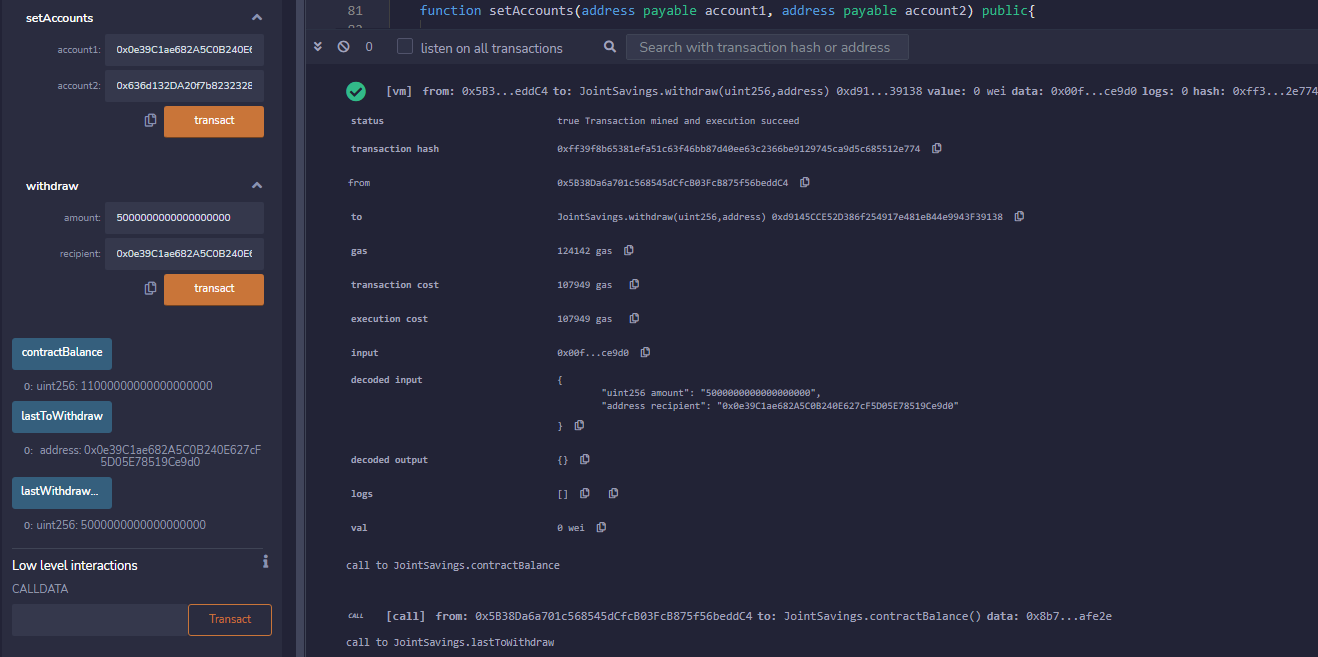 setAccounts
account1: 0x0e39C1ae682A5C0B240E6
account2: 0x636d132DA20f7b8232328
transact
withdraw
amount: 5000000000000000000
recipient: 0x0e39C1ae682A5C0B240E6
transact
contractBalance
0: uint256: 11000000000000000000
lastToWithdraw
0: address: 0x0e39C1ae682A5C0B240E627cF
5D05E78519Ce9d0
lastWithdraw...
0: uint256: 5000000000000000000
Low level interactions
i
CALLDATA
Transact
81 function setAccounts(address payable account1, address payable account2) public{
0 listen on all transactions Search with transaction hash or address
[vm] from: 0x5B3...eddC4 to: JointSavings.withdraw(uint256,address) 0xd91...39138 value: 0 wei data: 0x00f...ce9d0 logs: 0 hash: 0xff3...2e774
status true Transaction mined and execution succeed
transaction hash 0xff39f8b65381efa51c63f46bb87d40ee63c2366be9129745ca9d5c685512e774
from 0x5B38Da6a701c568545dCfcB03FcB875f56beddC4
to JointSavings.withdraw(uint256,address) 0xd9145CCE52D386f254917e481eB44e9943F39138
gas 124142 gas
transaction cost 107949 gas
execution cost 107949 gas
input 0x00f...ce9d0
decoded input {
"uint256 amount": "5000000000000000000",
"address recipient": "0x0e39C1ae682A5C0B240E627cF5D05E78519Ce9d0"
}
decoded output {}
logs []
val 0 wei
call to JointSavings.contractBalance
CALL [call] from: 0x5B38Da6a701c568545dCfcB03FcB875f56beddC4 to: JointSavings.contractBalance() data: 0x8b7...afe2e
call to JointSavings.lastToWithdraw